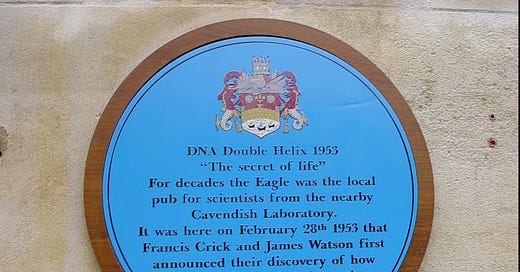 DNA Double Helix 1953
“The secret of life”
For decades the Eagle was the local
pub for scientists from the nearby
Cavendish Laboratory.
It was here on February 28th 1953 that
Francis Crick and James Watson first
announced their discovery of how